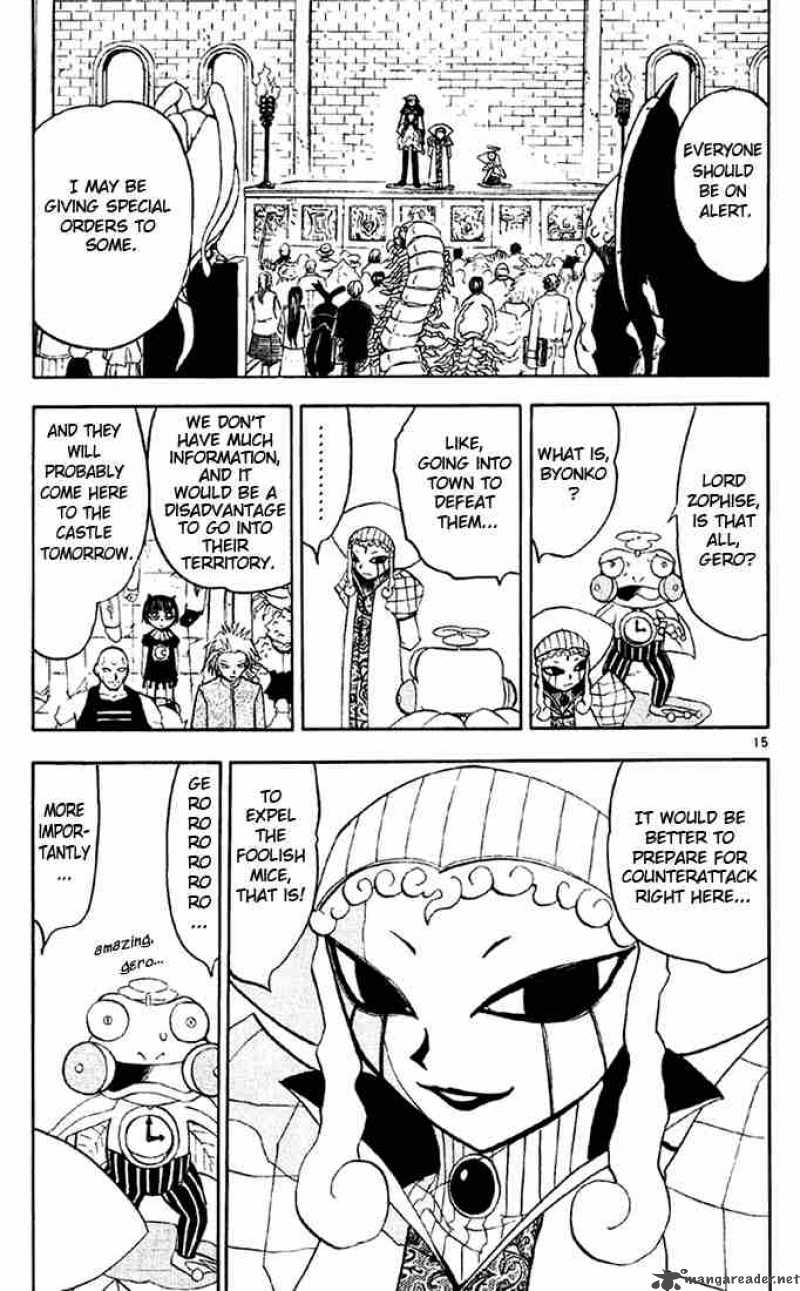 EVERYONE
SHOULD
BE ON
ALERT.
I MAY BE
GIVING SPECIAL
ORDERS TO
SOME.
LORD
ZOPHISE,
IS THAT
ALL,
GERO?
WHAT IS,
BYONKO
?
LIKE,
GOING INTO
TOWN TO
DEFEAT
THEM...
.........
WE DON'T
HAVE MUCH
INFORMATION,
AND IT
WOULD BE A
DISADVANTAGE
TO GO INTO
THEIR
TERRITORY.
AND THEY
WILL
PROBABLY
COME HERE
TO THE
CASTLE
TOMORROW.
15
IT WOULD BE
BETTER TO
PREPARE FOR
COUNTERATTACK
RIGHT HERE...
TO
EXPEL
THE
FOOLISH
MICE,
THAT IS!
GE
RO
RO
RO
RO
RO
RO
...
amazing,
gero...
MORE
IMPOR-
TANTLY
...
mangareader.net